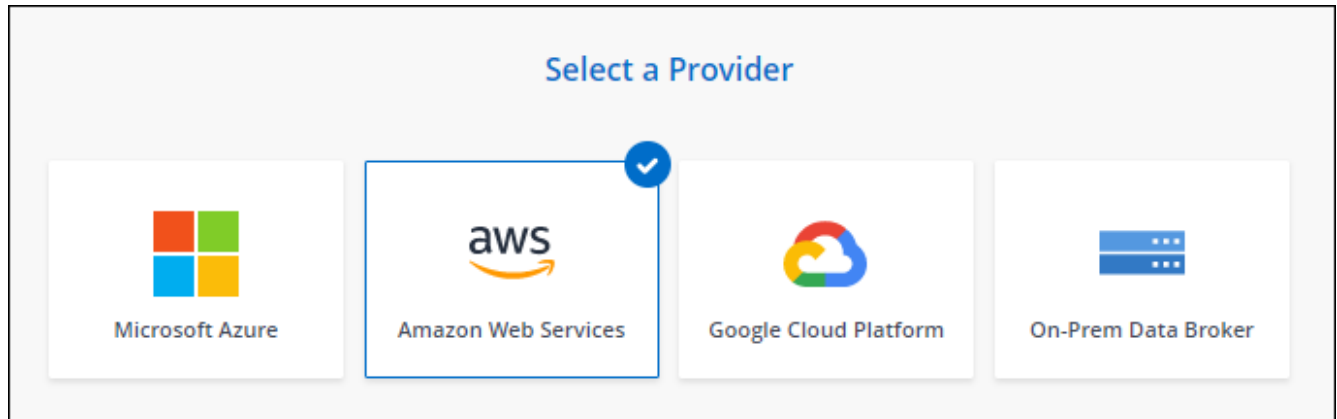 Select a Provider
aws
Microsoft Azure
Amazon Web Services
Google Cloud Platform
On-Prem Data Broker